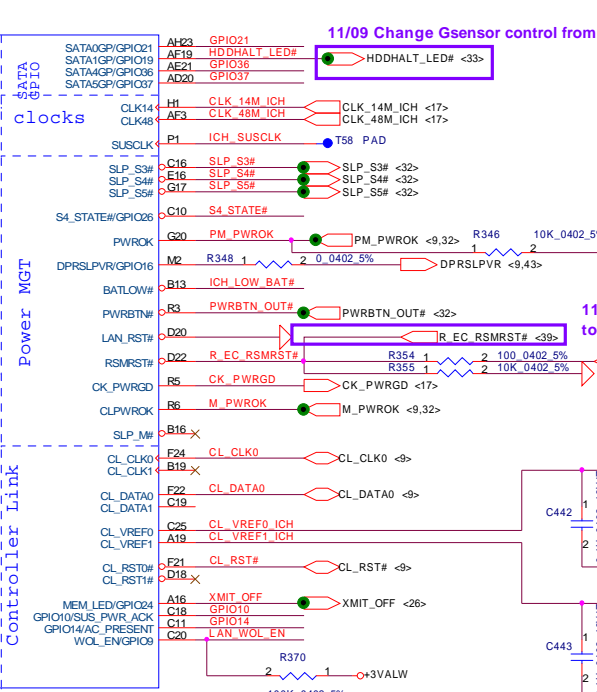 11/09 Change Gsensor control from
SATA0GP/GPIO21 AH23 GPIO21
SATA1GP/GPIO19 AF19 HDDHALT_LED# HDDHALT_LED# <33>
SATA4GP/GPIO36 AE21 GPIO36
SATA5GP/GPIO37 AD20 GPIO37
SATA
GPIO
clocks
CLK14 H1 CLK_14M_ICH CLK_14M_ICH <17>
CLK48 AF3 CLK_48M_ICH CLK_48M_ICH <17>
SUSCLK P1 ICH_SUSCLK T58 PAD
SLP_S3# C16 SLP_S3# SLP_S3# <32>
SLP_S4# E16 SLP_S4# SLP_S4# <32>
SLP_S5# G17 SLP_S5# SLP_S5# <32>
S4_STATE#/GPIO26 C10 S4_STATE#
PWROK G20 PM_PWROK PM_PWROK <9,32>
R346 10K_0402_5%
1 2
DPRSLPVR/GPIO16 M2 R348 1 2 0_0402_5% DPRSLPVR <9,43>
BATLOW# B13 ICH_LOW_BAT#
Power MGT
PWRBTN# R3 PWRBTN_OUT# PWRBTN_OUT# <32>
11
to
LAN_RST# D20 R_EC_RSMRST# <39>
RSMRST# D22 R_EC_RSMRST#
R354 1 2 100_0402_5%
R355 1 2 10K_0402_5%
CK_PWRGD R5 CK_PWRGD CK_PWRGD <17>
CLPWROK R6 M_PWROK M_PWROK <9,32>
SLP_M# B16
CL_CLK0 F24 CL_CLK0 CL_CLK0 <9>
CL_CLK1 B19
CL_DATA0 F22 CL_DATA0 CL_DATA0 <9>
CL_DATA1 C19
CL_VREF0 C25 CL_VREF0_ICH
CL_VREF1 A19 CL_VREF1_ICH
C442 1
2
Controller Link
CL_RST0# F21 CL_RST# CL_RST# <9>
CL_RST1# D18
MEM_LED/GPIO24 A16 XMIT_OFF XMIT_OFF <26>
GPIO10/SUS_PWR_ACK C18 GPIO10
GPIO14/AC_PRESENT C11 GPIO14
WOL_EN/GPIO9 C20 LAN_WOL_EN
C443 1
2
R370
2 1 +3VALW